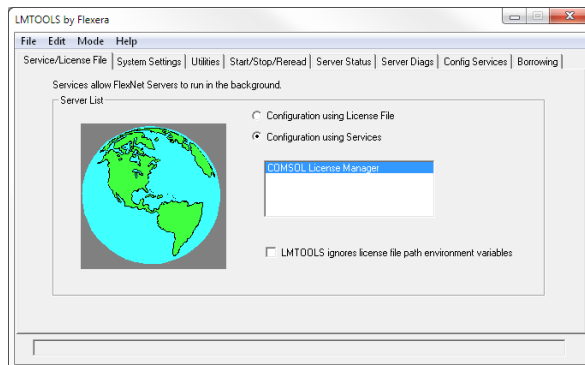 LMTOOLS by Flexera
File Edit Mode Help
Service/License File System Settings Utilities Start/Stop/Reread Server Status Server Diags Config Services Borrowing
Services allow FlexNet Servers to run in the background.
Server List
Configuration using License File
Configuration using Services
COMSOL License Manager
LMTOOLS ignores license file path environment variables